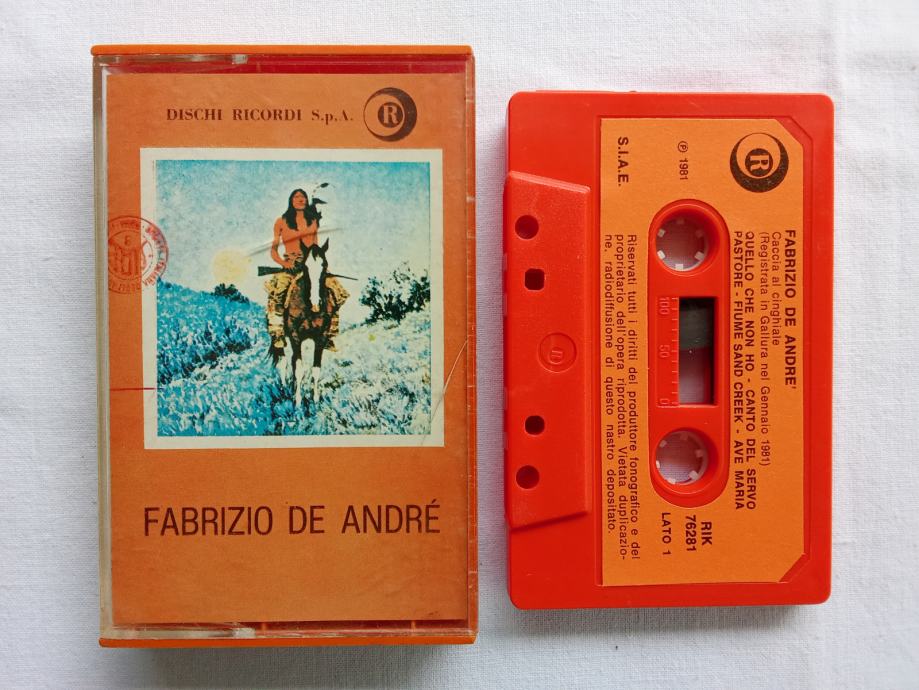 DISCHI RICORDI S.p.A.
R
FABRIZIO DE ANDRÉ
R
℗ 1981
S.I.A.E.
FABRIZIO DE ANDRE'
Caccia al cinghiale
(Registrata in Gallura nel Gennaio 1981)
QUELLO CHE NON HO - CANTO DEL SERVO
PASTORE - FIUME SAND CREEK - AVE MARIA
100 50 0
RIK
76281
LATO 1
Riservati tutti i diritti del produttore fonografico e del
proprietario dell'opera riprodotta. Vietata duplicazio-
ne, radiodiffusione di questo nastro depositato.